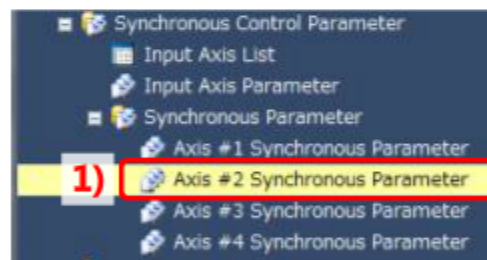 Synchronous Control Parameter
Input Axis List
Input Axis Parameter
Synchronous Parameter
Axis #1 Synchronous Parameter
1) Axis #2 Synchronous Parameter
Axis #3 Synchronous Parameter
Axis #4 Synchronous Parameter